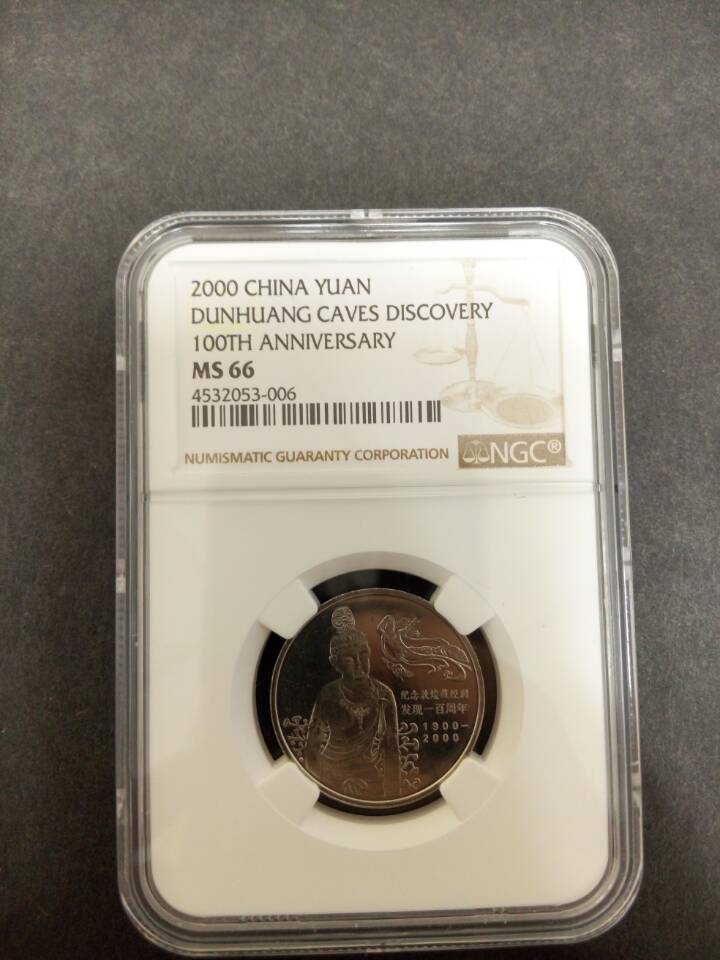 2000 CHINA YUAN
DUNHUANG CAVES DISCOVERY
100TH ANNIVERSARY
MS 66
4532053-006
NUMISMATIC GUARANTY CORPORATION
NGC®
纪念敦煌藏经洞
发现一百周年
1900-
2000